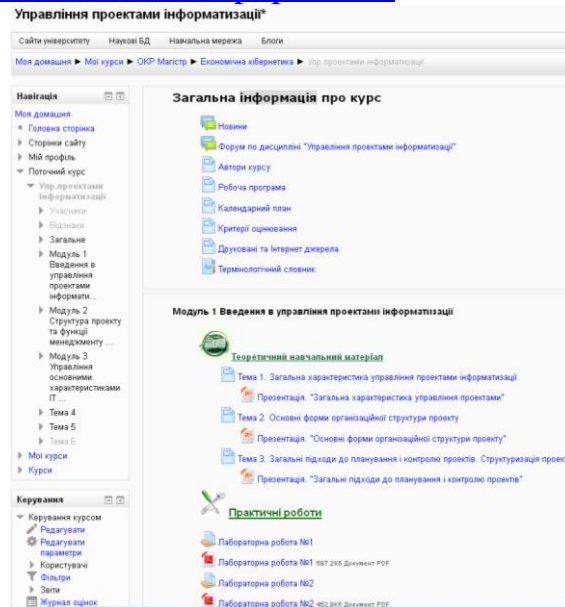 Управління проектами інформатизації*
Сайти університету Наукові БД Навчальна мережа Блоги
Моя домашня ► Мої курси ► ОКР Магістр ► Економічна кібернетика ► Упр.проектами інформатизації
Навігація
Моя домашня
Головна сторінка
Сторінки сайту
Мій профіль
Поточний курс
Упр.проектами
інформатизації
Учасники
Відзнаки
Загальне
Модуль 1
Введення в
управління
проектами
інформати...
Модуль 2
Структура проекту
та функції
менеджменту ...
Модуль 3
Управління
основними
характеристиками
ІТ ...
Тема 4
Тема 5
Тема 6
Мої курси
Курси
Керування
Керування курсом
Редагувати
Редагувати
параметри
Користувачі
Фільтри
Звіти
Журнал оцінок
Загальна інформація про курс
Новини
Форум по дисципліні "Управління проектами інформатизації"
Автори курсу
Робоча програма
Календарний план
Критерії оцінювання
Друковані та Інтернет джерела
Термінологічний словник
Модуль 1 Введення в управління проектами інформатизації
Теоретичний навчальний матеріал
Тема 1. Загальна характеристика управління проектами інформатизації
Презентація. "Загальна характеристика управління проектами"
Тема 2. Основні форми організаційної структури проекту
Презентація. "Основні форми організаційної структури проекту"
Тема 3. Загальні підходи до планування і контролю проектів. Структуризація проек
Презентація. "Загальні підходи до планування і контролю проектів"
Практичні роботи
Лабораторна робота №1
Лабораторна робота №1 597.2Кб Документ PDF
Лабораторна робота №2
Лабораторна робота №2 452.9Кб Документ PDF